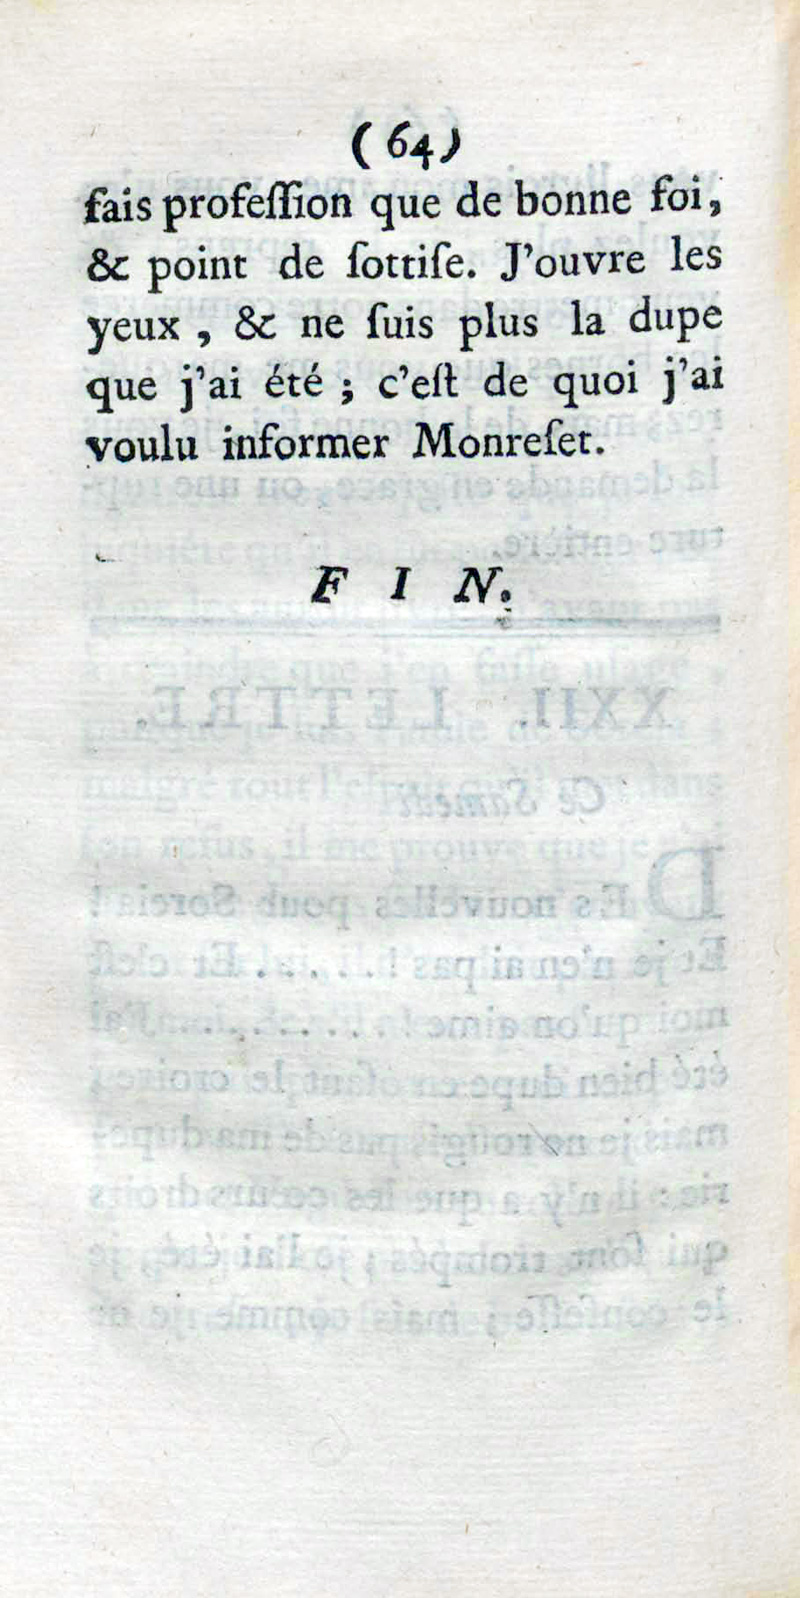 (64)
fais profeſſion que de bonne foi,
& point de ſottiſe. J'ouvre les
yeux , & ne ſuis plus la dupe
que j'ai été ; c'eſt de quoi j'ai
voulu informer Monreſet.
F I N.